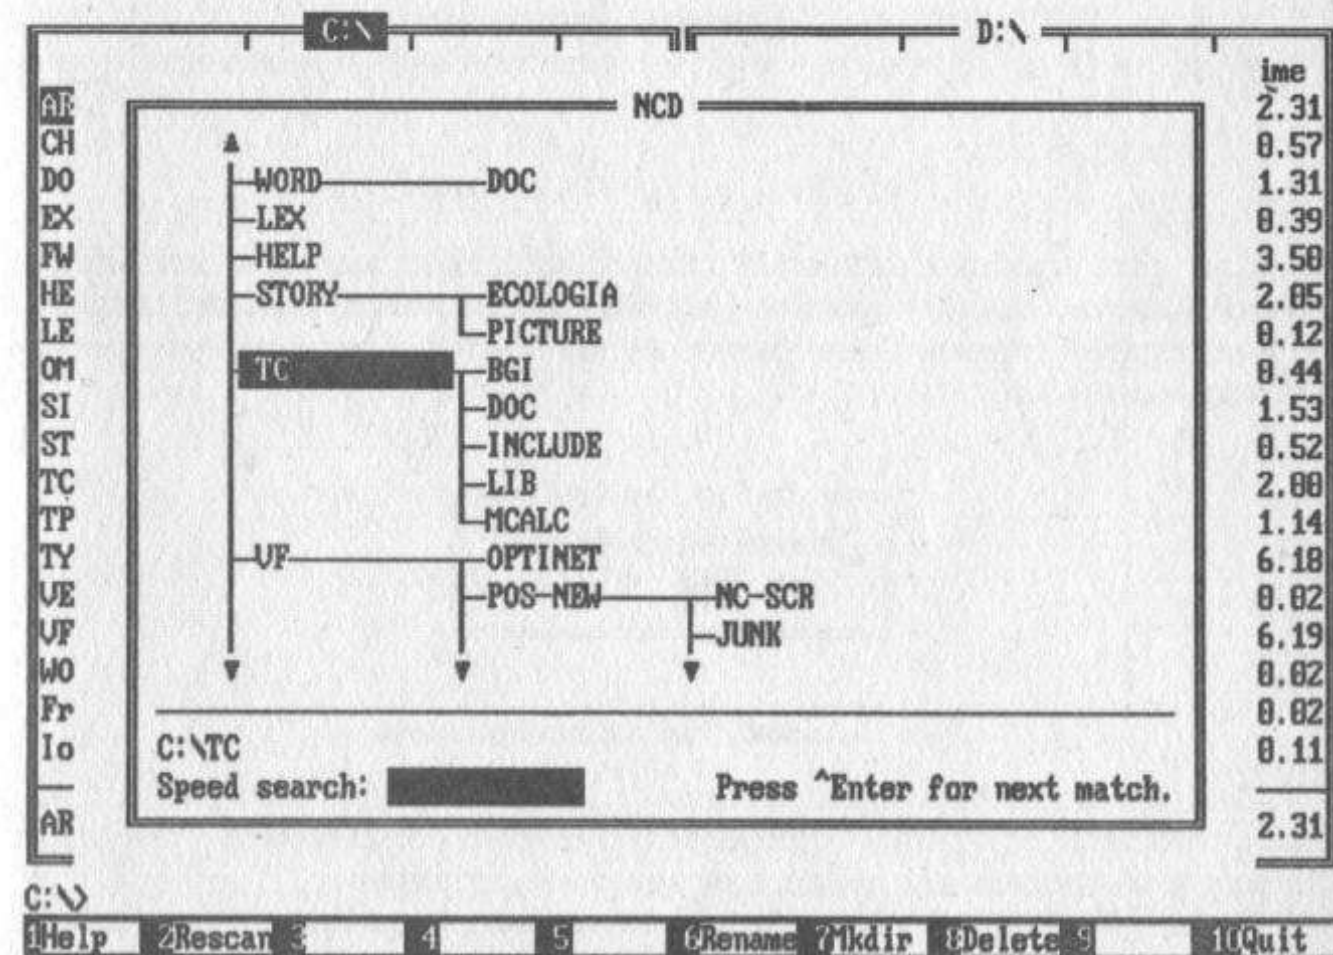 C:\ D:\
ime
AR NCD 2.31
CH 0.57
DO WORD DOC 1.31
EX LEX 0.39
FW HELP 3.50
HE STORY ECOLOGIA 2.05
LE PICTURE 0.12
OM TC BGI 0.44
SI DOC 1.53
ST INCLUDE 0.52
TC LIB 2.00
TP MCALC 1.14
TY VF OPTINET 6.10
VE POS-NEW NC-SCR 0.02
VF JUNK 6.19
WO 0.02
Fr 0.02
Io C:\TC 0.11
Speed search: Press ^Enter for next match.
AR 2.31
C:\>
1Help 2Rescan 3 4 5 6Rename 7Mkdir 8Delete 9 10Quit